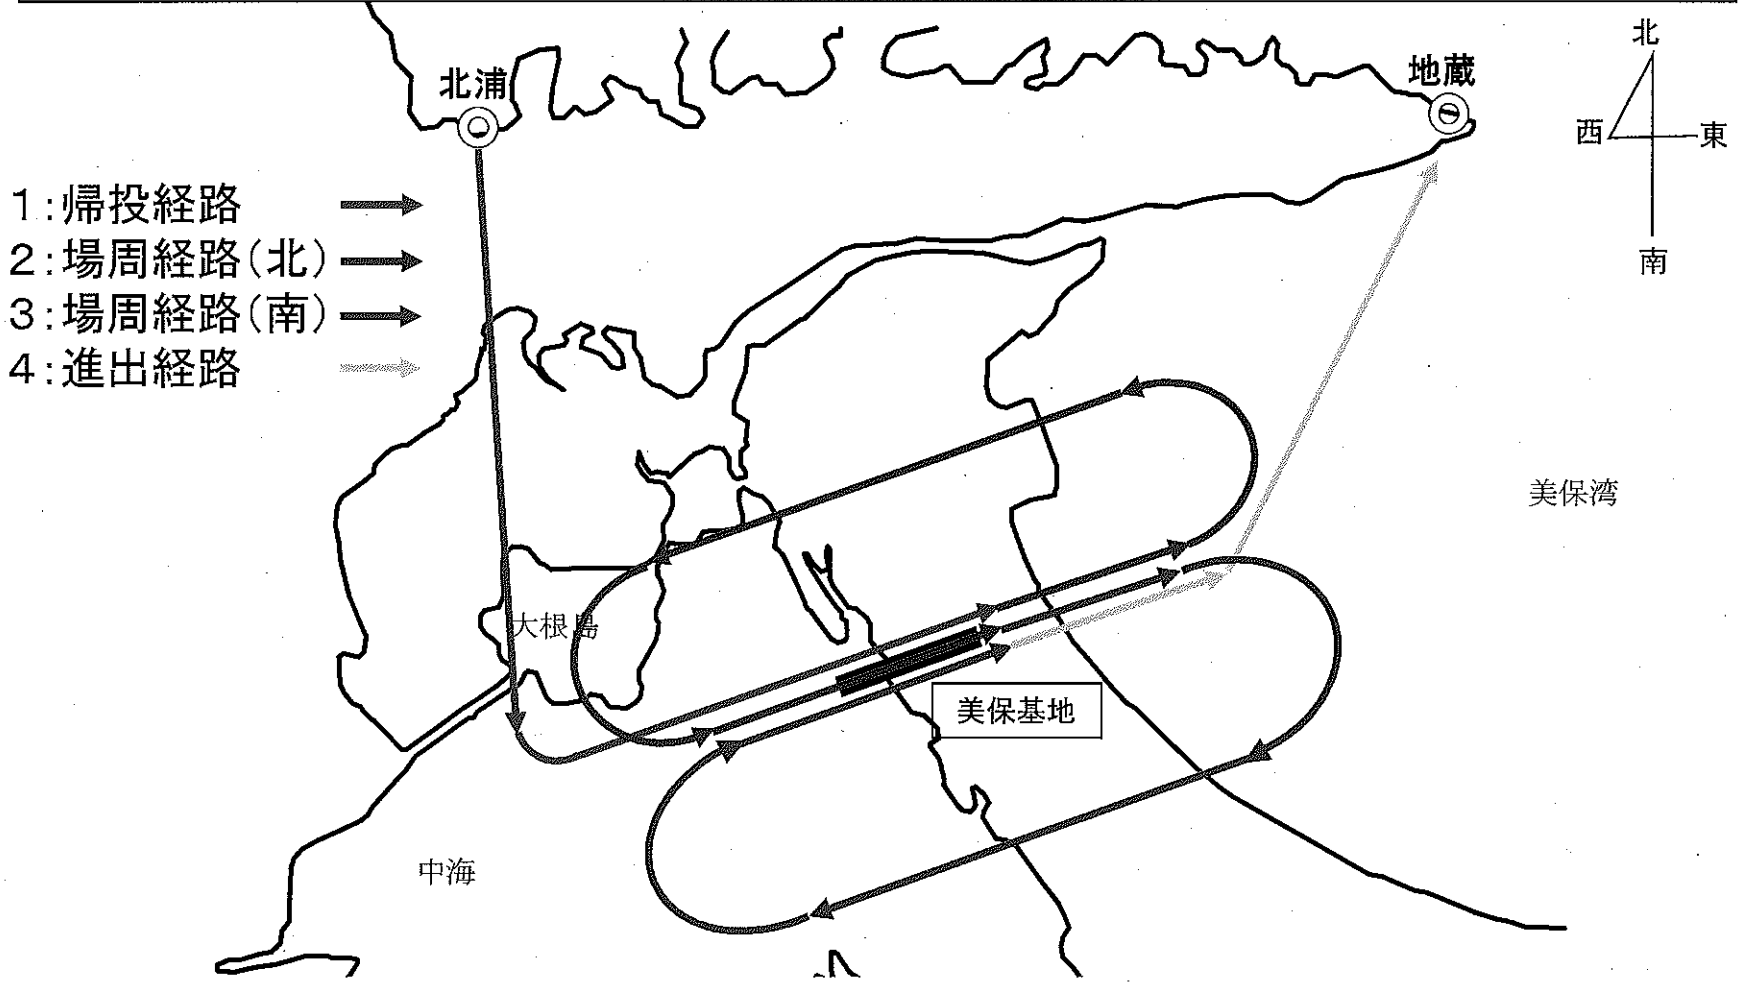 北
北浦
地蔵
西
東
1:帰投経路
2:場周経路(北)
3:場周経路(南)
4:進出経路
南
美保湾
大根島
美保基地
中海